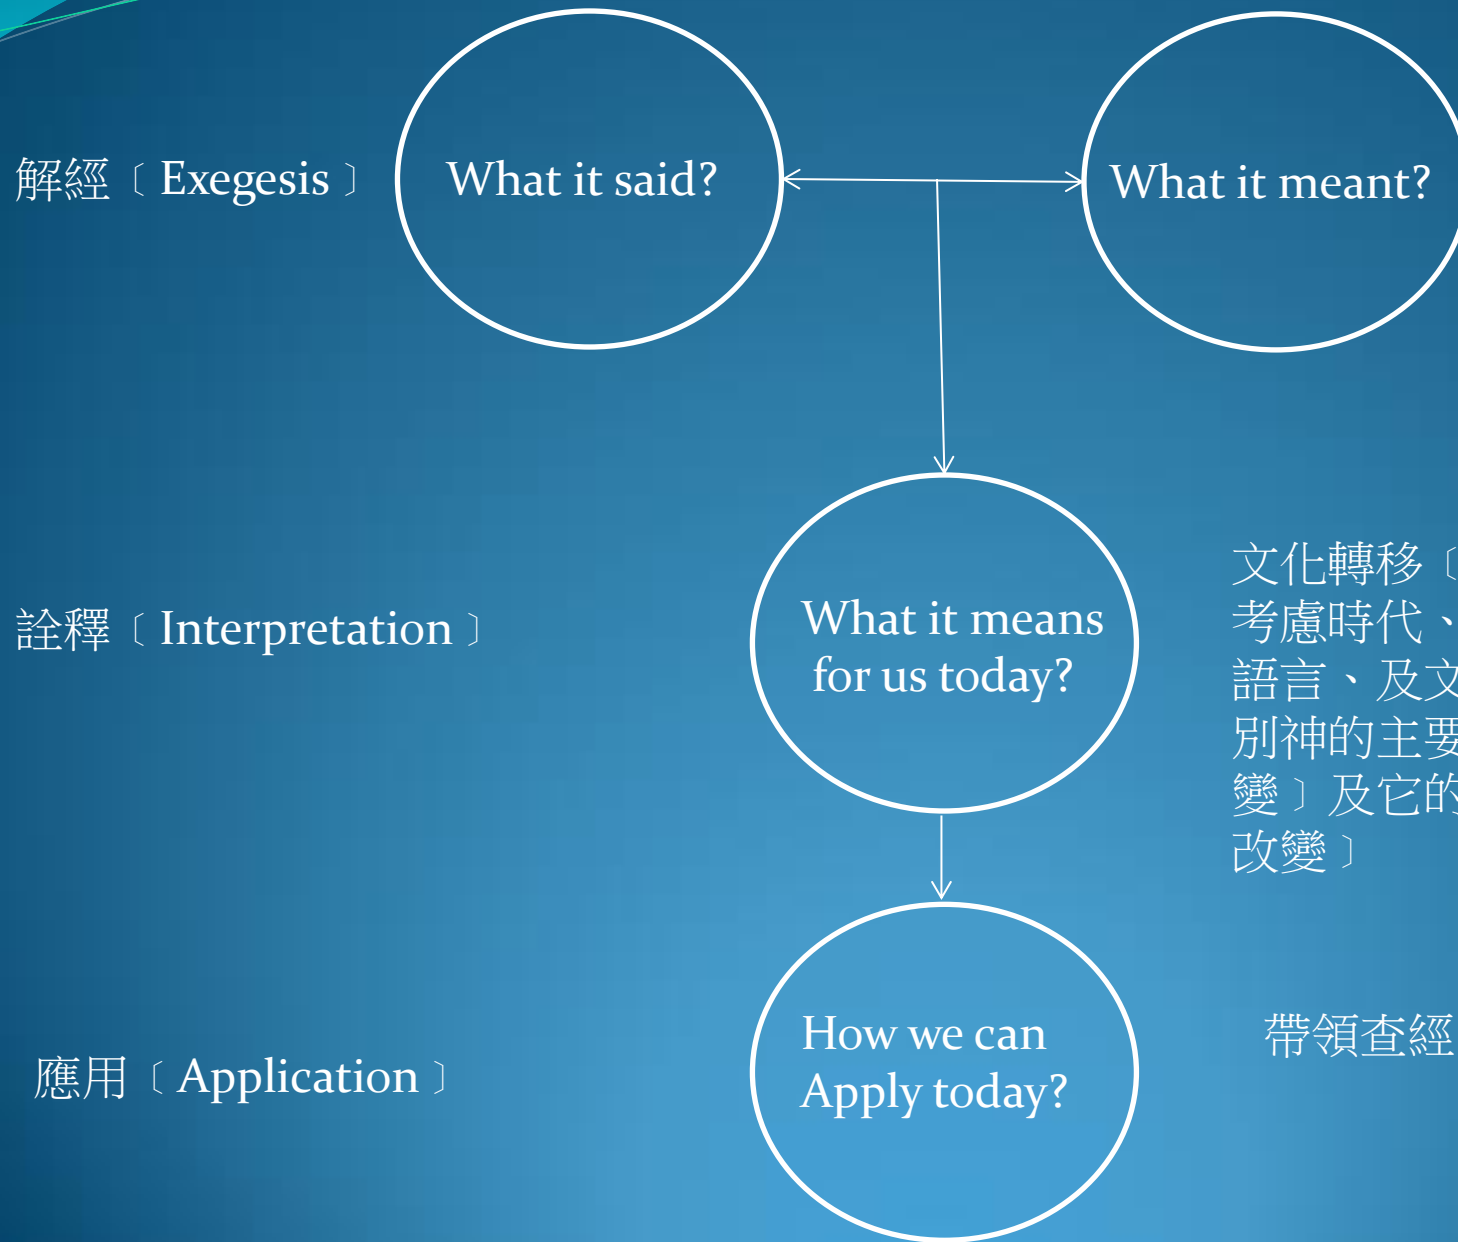 解經﹝Exegesis﹞
What it said?
What it meant?
詮釋﹝Interpretation﹞
What it means
for us today?
文化轉移﹝
考慮時代、
語言、及文
別神的主要
變﹞及它的
改變﹞
應用﹝Application﹞
How we can
Apply today?
帶領查經